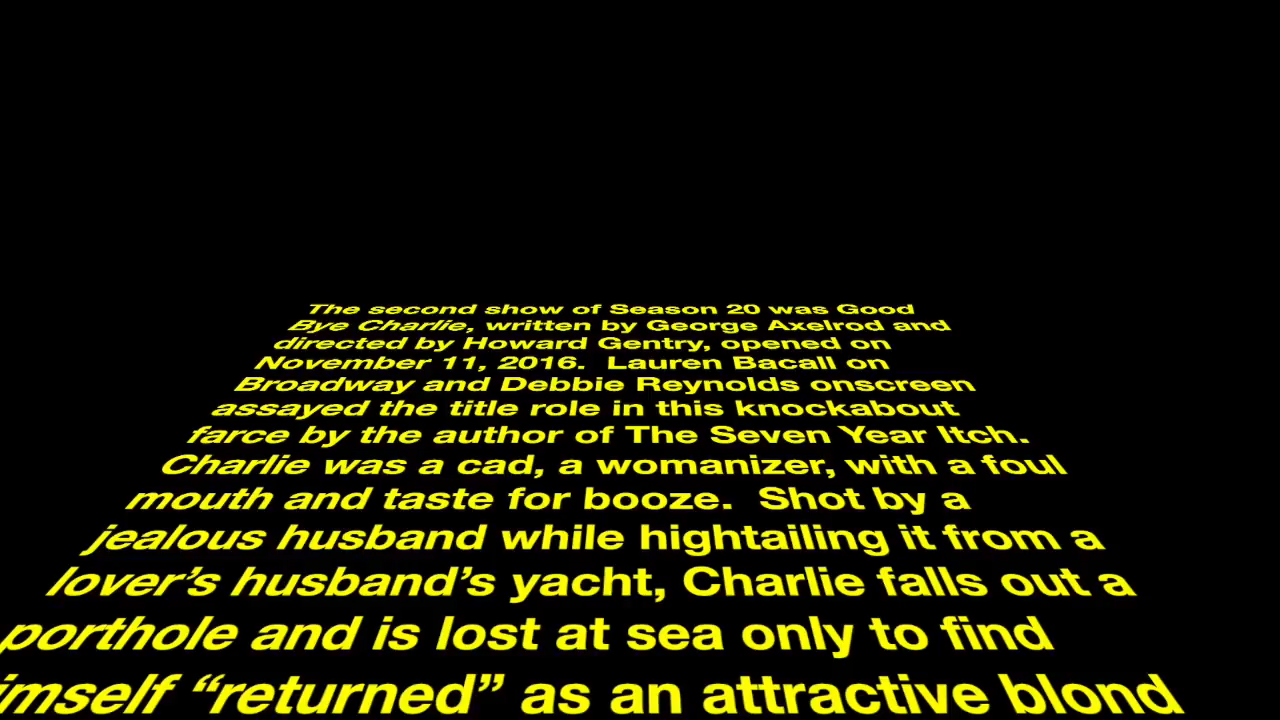 The second show of Season 20 was Good
Bye Charlie, written by George Axelrod and
directed by Howard Gentry, opened on
November 11, 2016.  Lauren Bacall on
Broadway and Debbie Reynolds onscreen
assayed the title role in this knockabout
farce by the author of The Seven Year Itch.
Charlie was a cad, a womanizer, with a foul
mouth and taste for booze.  Shot by a
jealous husband while hightailing it from a
lover’s husband’s yacht, Charlie falls out a
porthole and is lost at sea only to find
imself “returned” as an attractive blond